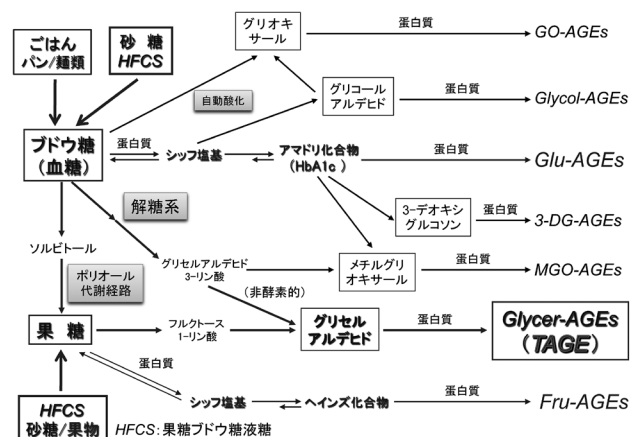 ごはん
パン/麺類
砂 糖
HFCS
グリオキ
サール
蛋白質
GO-AGEs
自動酸化
グリコール
アルデヒド
蛋白質
Glycol-AGEs
ブドウ糖
(血糖)
蛋白質
シッフ塩基
アマドリ化合物
(HbA1c )
蛋白質
Glu-AGEs
解糖系
3-デオキシ
グルコソン
蛋白質
3-DG-AGEs
ソルビトール
グリセルアルデヒド
3-リン酸
メチルグリ
オキサール
蛋白質
MGO-AGEs
ポリオール
代謝経路
(非酵素的)
果 糖
フルクトース
1-リン酸
グリセル
アルデヒド
蛋白質
Glycer-AGEs
(TAGE)
蛋白質
シッフ塩基
ヘインズ化合物
蛋白質
Fru-AGEs
HFCS
砂糖/果物
HFCS：果糖ブドウ糖液糖